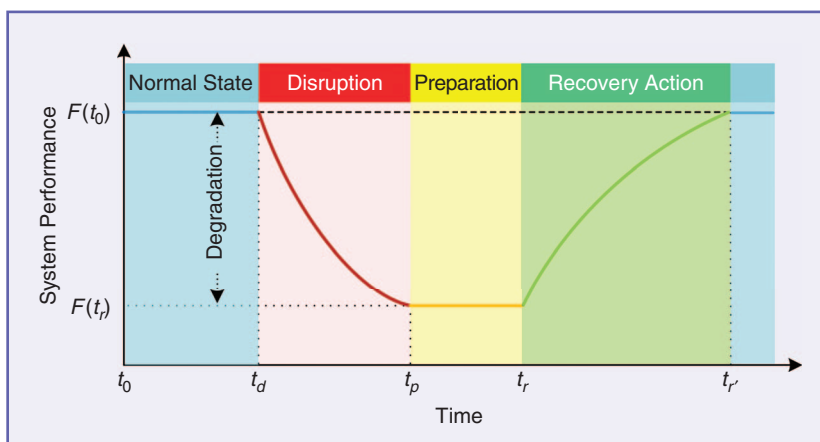 Normal State Disruption Preparation Recovery Action
F(t0)
System Performance
Degradation
F(tr)
t0 td tp tr tr′
Time